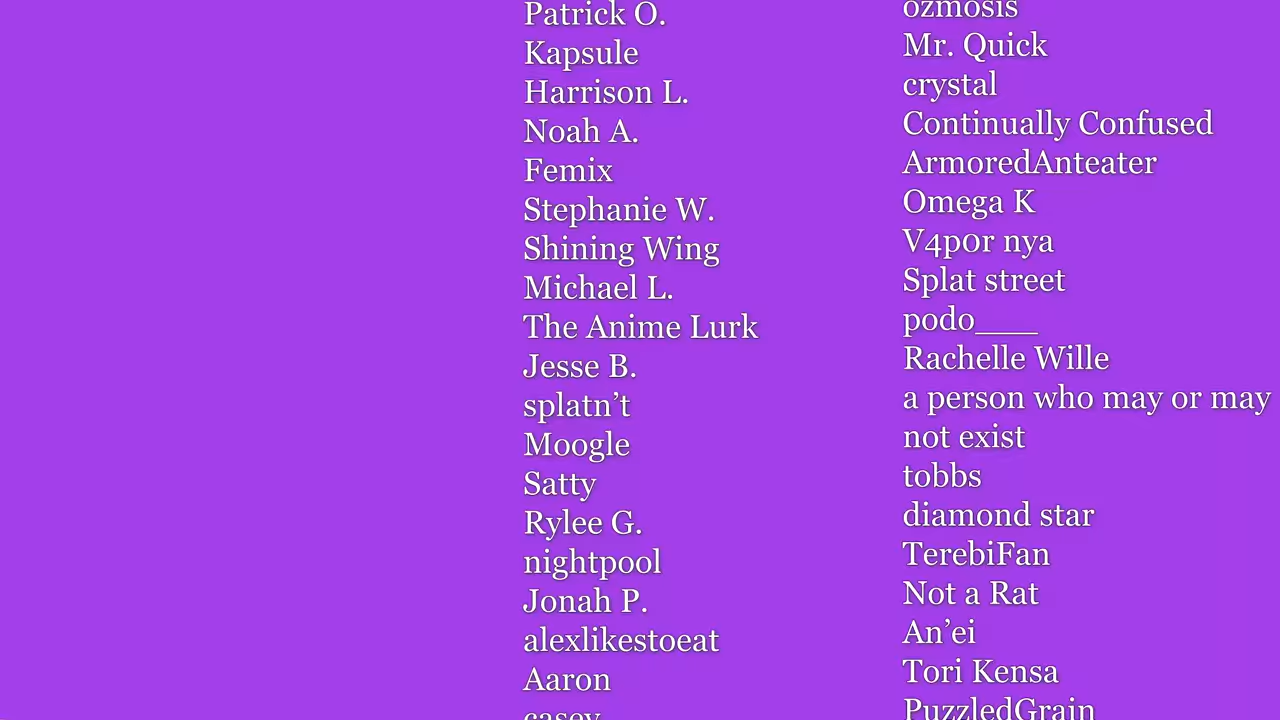 Patrick O.
Kapsule
Harrison L.
Noah A.
Femix
Stephanie W.
Shining Wing
Michael L.
The Anime Lurk
Jesse B.
splatn’t
Moogle
Satty
Rylee G.
nightpool
Jonah P.
alexlikestoeat
Aaron
casey
ozmosis
Mr. Quick
crystal
Continually Confused
ArmoredAnteater
Omega K
V4p0r nya
Splat street
podo___
Rachelle Wille
a person who may or may
not exist
tobbs
diamond star
TerebiFan
Not a Rat
An’ei
Tori Kensa
PuzzledGrain